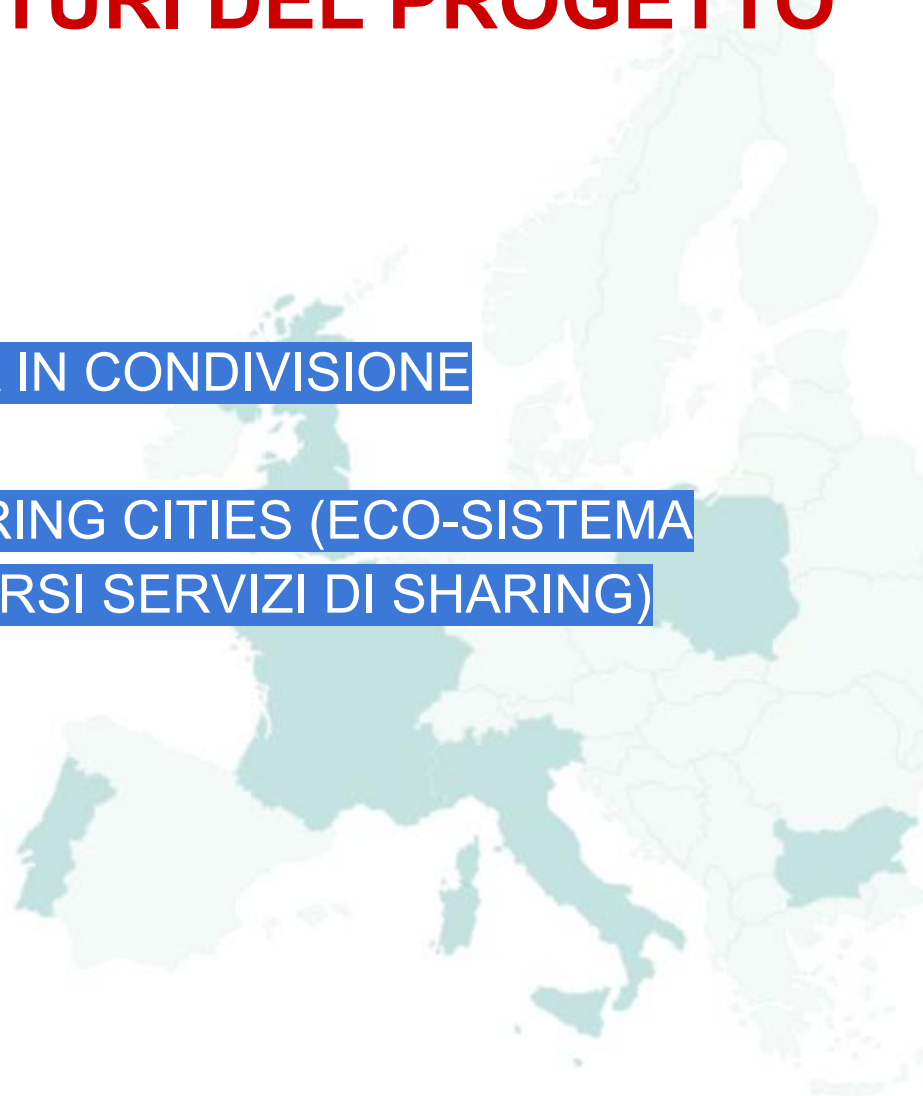 TURI DEL PROGETTO
IN CONDIVISIONE
RING CITIES (ECO-SISTEMA
RSI SERVIZI DI SHARING)